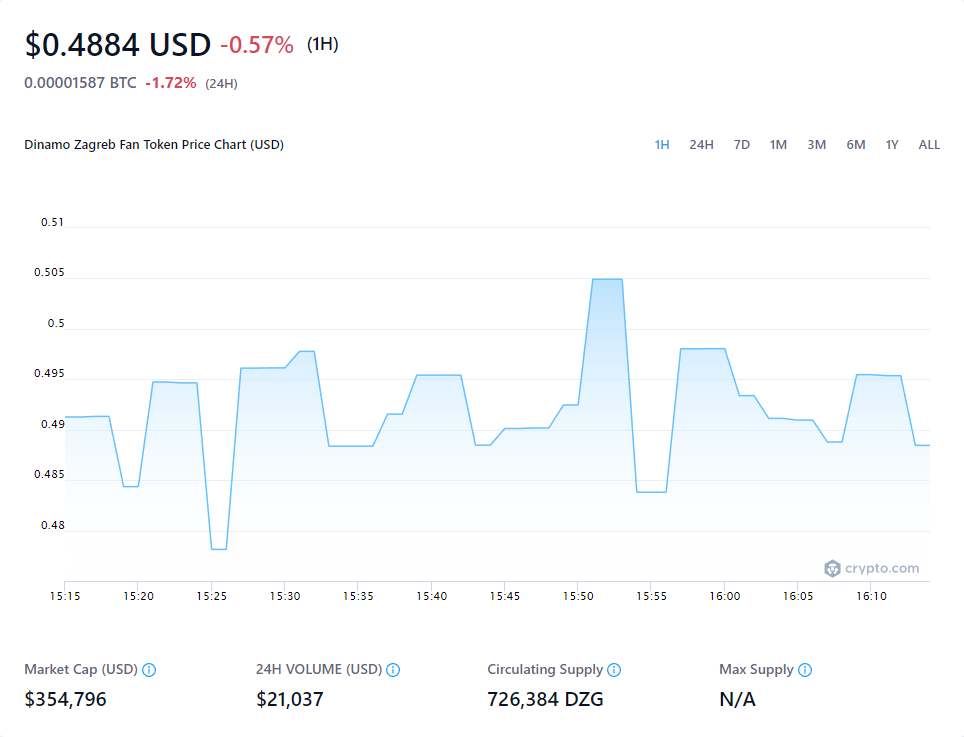 $0.4884 USD -0.57% (1H)
0.00001587 BTC -1.72% (24H)
Dinamo Zagreb Fan Token Price Chart (USD)
1H 24H 7D 1M 3M 6M 1Y ALL
0.51
0.505
0.5
0.495
0.49
0.485
0.48
crypto.com
15:15 15:20 15:25 15:30 15:35 15:40 15:45 15:50 15:55 16:00 16:05 16:10
Market Cap (USD) 24H VOLUME (USD) Circulating Supply Max Supply
$354,796 $21,037 726,384 DZG N/A